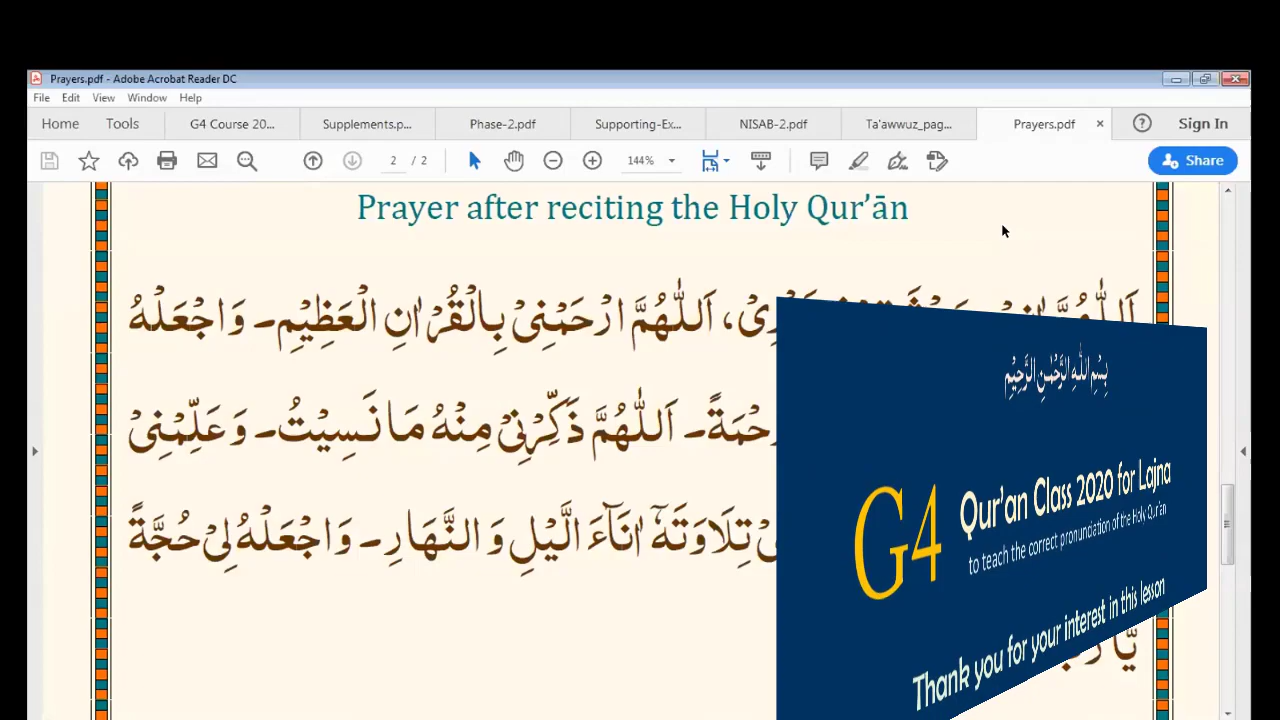 Prayers.pdf - Adobe Acrobat Reader DC
File Edit View Window Help
Home Tools G4 Course 20... Supplements.p... Phase-2.pdf Supporting-Ex... NISAB-2.pdf Ta'awwuz_pag... Prayers.pdf × Sign In
2 / 2 144% Share
Prayer after reciting the Holy Qur’ān
اَللّٰهُمَّ ارْحَمْنِیْ بِالْقُرْاٰنِ الْعَظِیْمِ۔ وَاجْعَلْهُ
اَللّٰهُمَّ ذَکِّرْنِیْ مِنْهُ مَا نَسِیْتُ۔ وَ عَلِّمْنِیْ
تِلَاوَتَهٗۤ اٰنَآءَ الَّیْلِ وَ النَّهَارِ۔ وَاجْعَلْهُ لِیْ حُجَّةً
بِسْمِ اللّٰهِ الرَّحْمٰنِ الرَّحِیْمِ
G4
Qur’an Class 2020 for Lajna
to teach the correct pronunciation of the Holy Qur’an
Thank you for your interest in this lesson